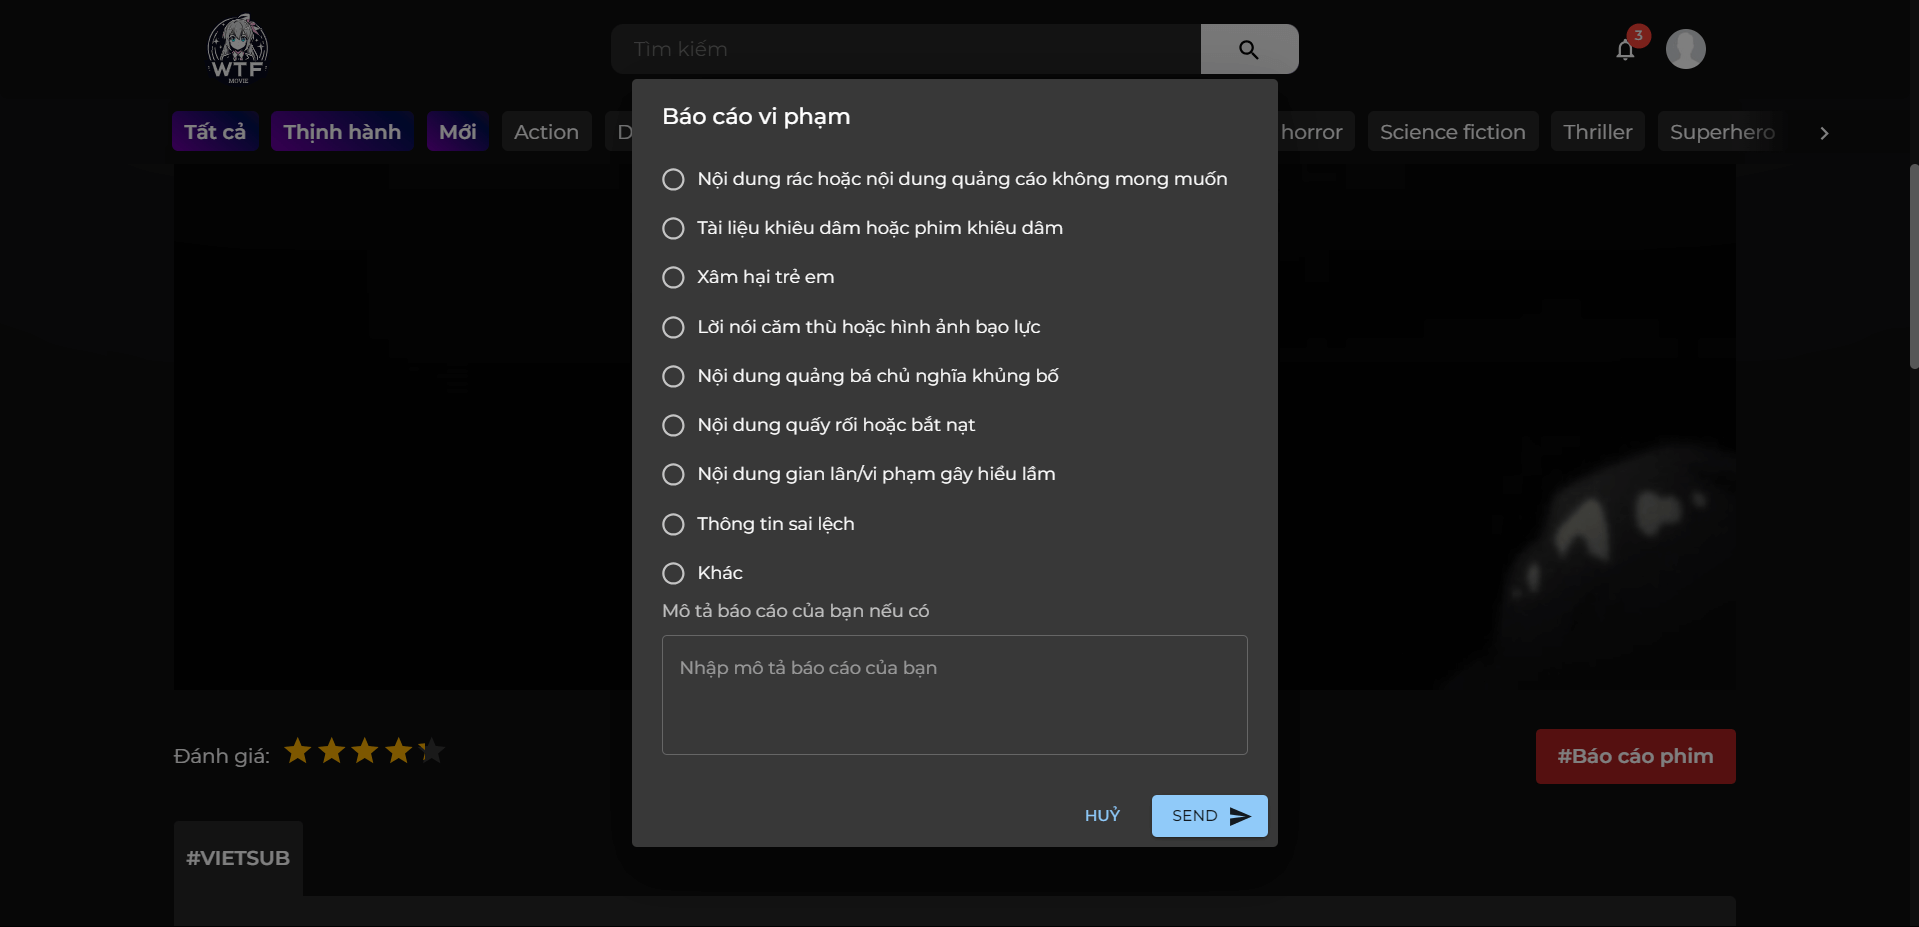 WTF
MOVIE
Tìm kiếm
3
Tất cả
Thịnh hành
Mới
Action
D
horror
Science fiction
Thriller
Superhero
Báo cáo vi phạm
Nội dung rác hoặc nội dung quảng cáo không mong muốn
Tài liệu khiêu dâm hoặc phim khiêu dâm
Xâm hại trẻ em
Lời nói căm thù hoặc hình ảnh bạo lực
Nội dung quảng bá chủ nghĩa khủng bố
Nội dung quấy rối hoặc bắt nạt
Nội dung gian lân/vi phạm gây hiểu lầm
Thông tin sai lệch
Khác
Mô tả báo cáo của bạn nếu có
Nhập mô tả báo cáo của bạn
HUỶ
SEND
Đánh giá:
#Báo cáo phim
#VIETSUB